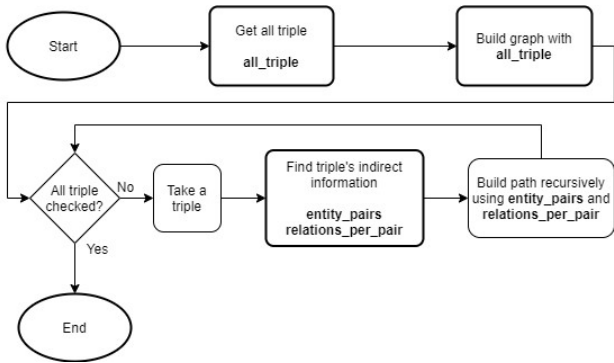 Start
Get all triple
all_triple
Build graph with
all_triple
All triple
checked?
No
Take a
triple
Find triple's indirect
information
entity_pairs
relations_per_pair
Build path recursively
using entity_pairs and
relations_per_pair
Yes
End